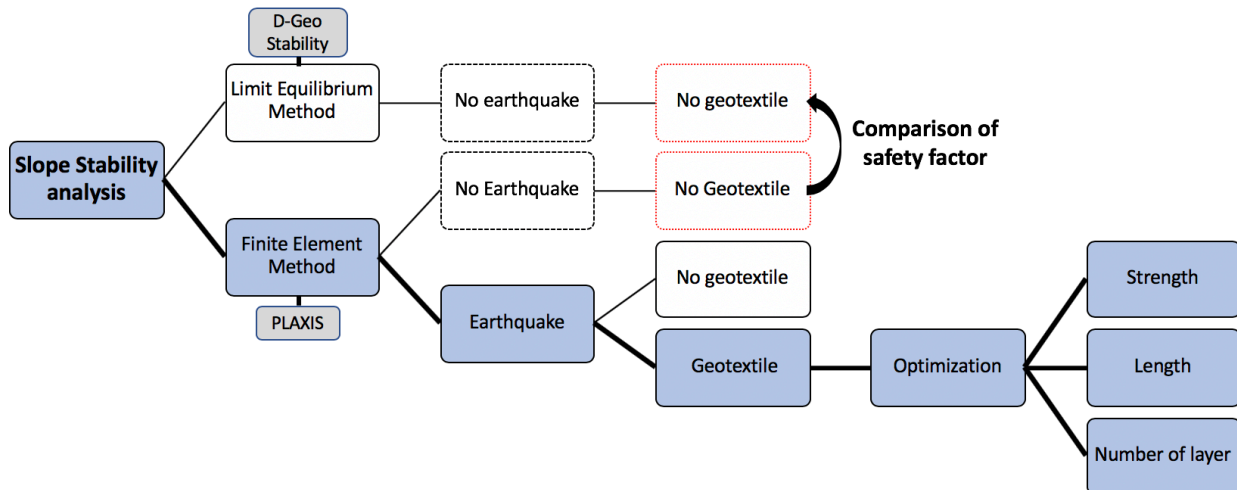 D-Geo
Stability
Limit Equilibrium
Method
No earthquake
No geotextile
Comparison of
safety factor
Slope Stability
analysis
No Earthquake
No Geotextile
Finite Element
Method
PLAXIS
No geotextile
Earthquake
Geotextile
Optimization
Strength
Length
Number of layer